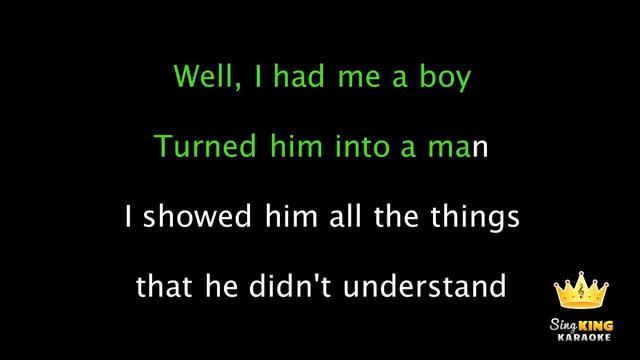 Well, I had me a boy
Turned him into a man
I showed him all the things
that he didn't understand
Sing KING
KARAOKE